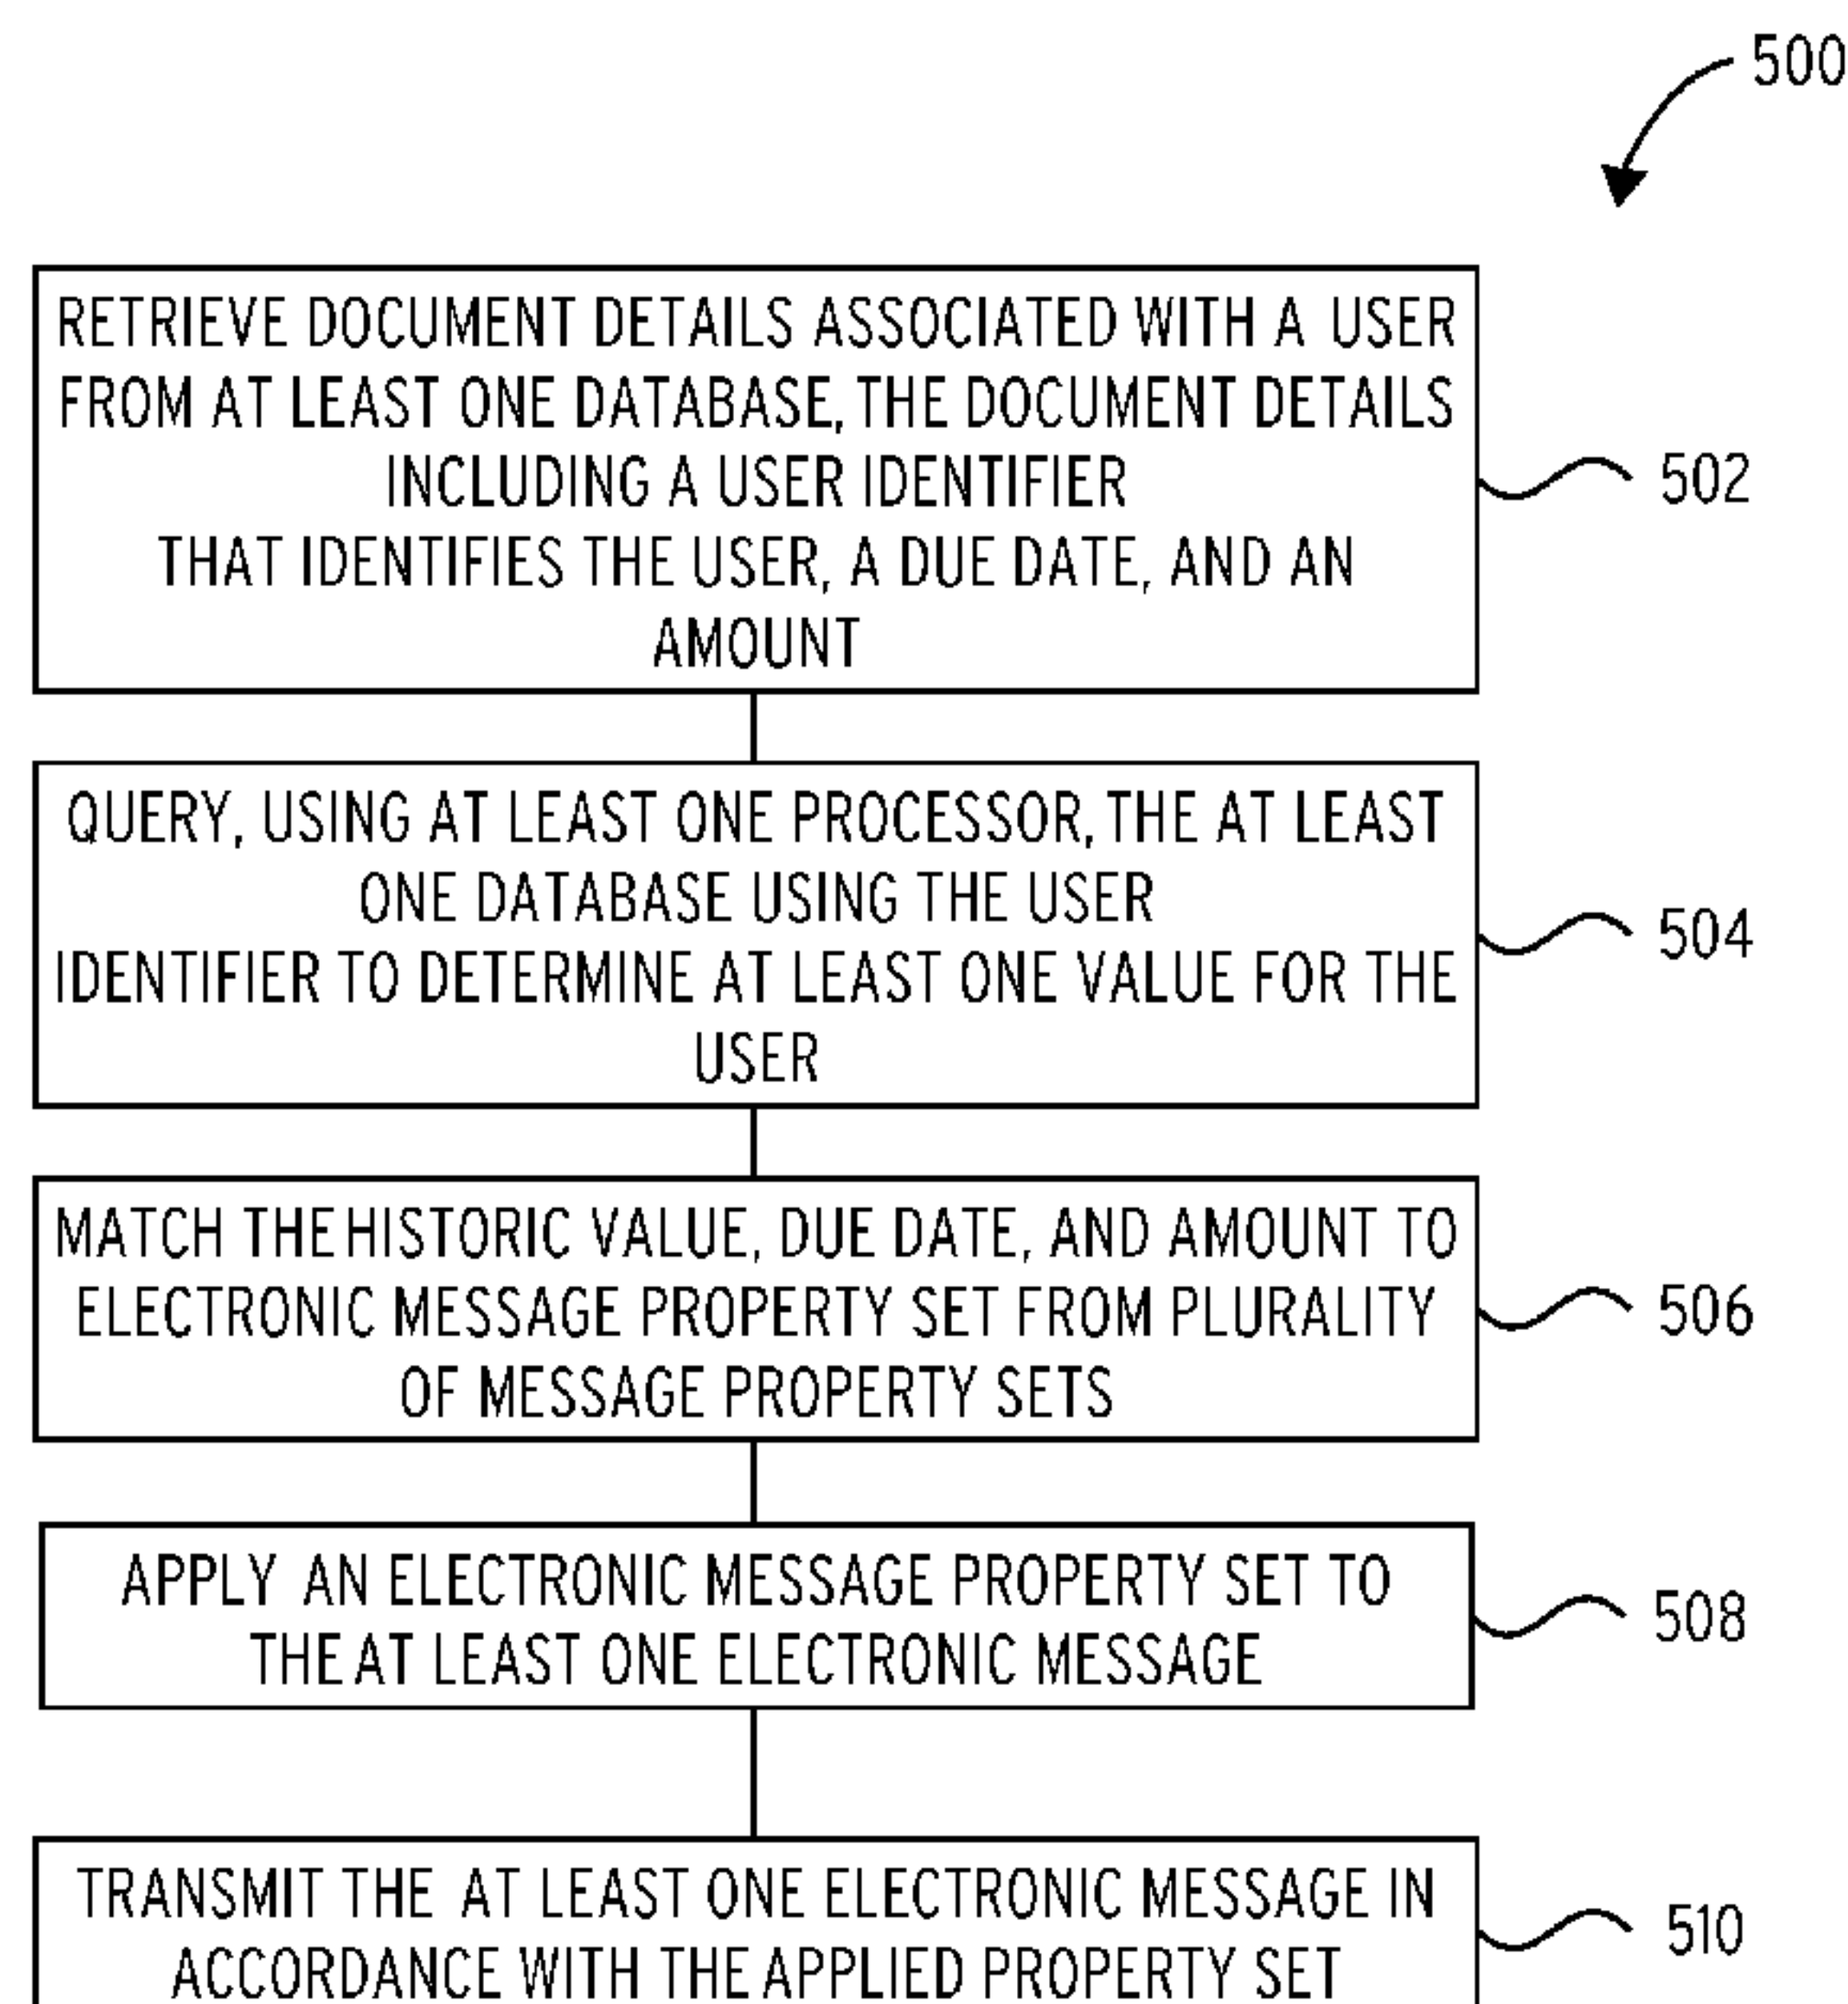 500
RETRIEVE DOCUMENT DETAILS ASSOCIATED WITH A USER
FROM AT LEAST ONE DATABASE, THE DOCUMENT DETAILS
INCLUDING A USER IDENTIFIER
THAT IDENTIFIES THE USER, A DUE DATE, AND AN
AMOUNT
502
QUERY, USING AT LEAST ONE PROCESSOR, THE AT LEAST
ONE DATABASE USING THE USER
IDENTIFIER TO DETERMINE AT LEAST ONE VALUE FOR THE
USER
504
MATCH THE HISTORIC VALUE, DUE DATE, AND AMOUNT TO
ELECTRONIC MESSAGE PROPERTY SET FROM PLURALITY
OF MESSAGE PROPERTY SETS
506
APPLY AN ELECTRONIC MESSAGE PROPERTY SET TO
THE AT LEAST ONE ELECTRONIC MESSAGE
508
TRANSMIT THE AT LEAST ONE ELECTRONIC MESSAGE IN
ACCORDANCE WITH THE APPLIED PROPERTY SET
510